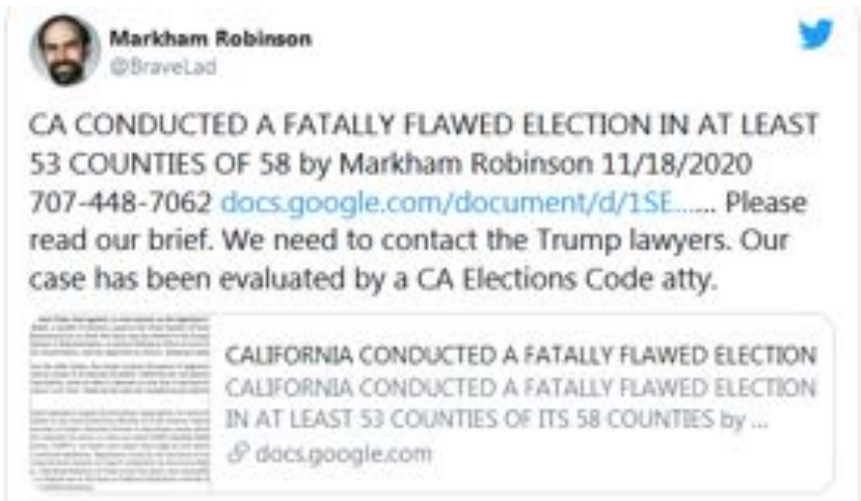 Markham Robinson
@BraveLad
CA CONDUCTED A FATALLY FLAWED ELECTION IN AT LEAST
53 COUNTIES OF 58 by Markham Robinson 11/18/2020
707-448-7062 docs.google.com/document/d/1SE...... Please
read our brief. We need to contact the Trump lawyers. Our
case has been evaluated by a CA Elections Code atty.
CALIFORNIA CONDUCTED A FATALLY FLAWED ELECTION
CALIFORNIA CONDUCTED A FATALLY FLAWED ELECTION
IN AT LEAST 53 COUNTIES OF ITS 58 COUNTIES by ...
docs.google.com